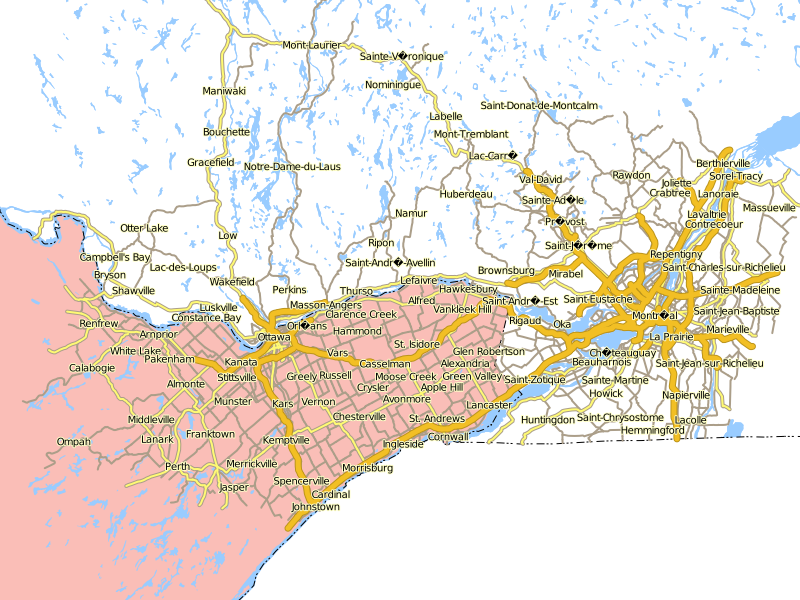 Mont-Laurier
Sainte-V�ronique
Nominingue
Maniwaki
Saint-Donat-de-Montcalm
Labelle
Bouchette
Mont-Tremblant
Lac-Carr�
Gracefield
Notre-Dame-du-Laus
Berthierville
Val-David
Rawdon
Joliette
Sorel-Tracy
Huberdeau
Crabtree
Lanoraie
Sainte-Ad�le
Massueville
Namur
Lavaltrie
Pr�vost
Contrecoeur
Otter Lake
Low
Ripon
Saint-J�r�me
Campbell's Bay
Repentigny
Lac-des-Loups
Saint-Andr�-Avellin
Saint-Charles-sur-Richelieu
Bryson
Brownsburg
Mirabel
Wakefield
Lefaivre
Shawville
Perkins
Thurso
Hawkesbury
Sainte-Madeleine
Masson-Angers
Alfred
Saint-Andr�-Est
Saint-Eustache
Luskville
Vankleek Hill
Saint-Jean-Baptiste
Constance Bay
Clarence Creek
Montr�al
Renfrew
Orl�ans
Rigaud
Oka
Arnprior
Hammond
Marieville
Ottawa
La Prairie
St. Isidore
White Lake
Vars
Glen Robertson
Ch�teauguay
Pakenham
Kanata
Casselman
Alexandria
Beauharnois
Saint-Jean-sur-Richelieu
Calabogie
Stittsville
Greely
Russell
Moose Creek
Green Valley
Saint-Zotique
Sainte-Martine
Almonte
Crysler
Apple Hill
Howick
Napierville
Munster
Kars
Vernon
Avonmore
Lancaster
Middleville
Chesterville
St. Andrews
Huntingdon
Saint-Chrysostome
Lacolle
Franktown
Hemmingford
Ompah
Lanark
Kemptville
Ingleside
Cornwall
Perth
Merrickville
Morrisburg
Jasper
Spencerville
Cardinal
Johnstown